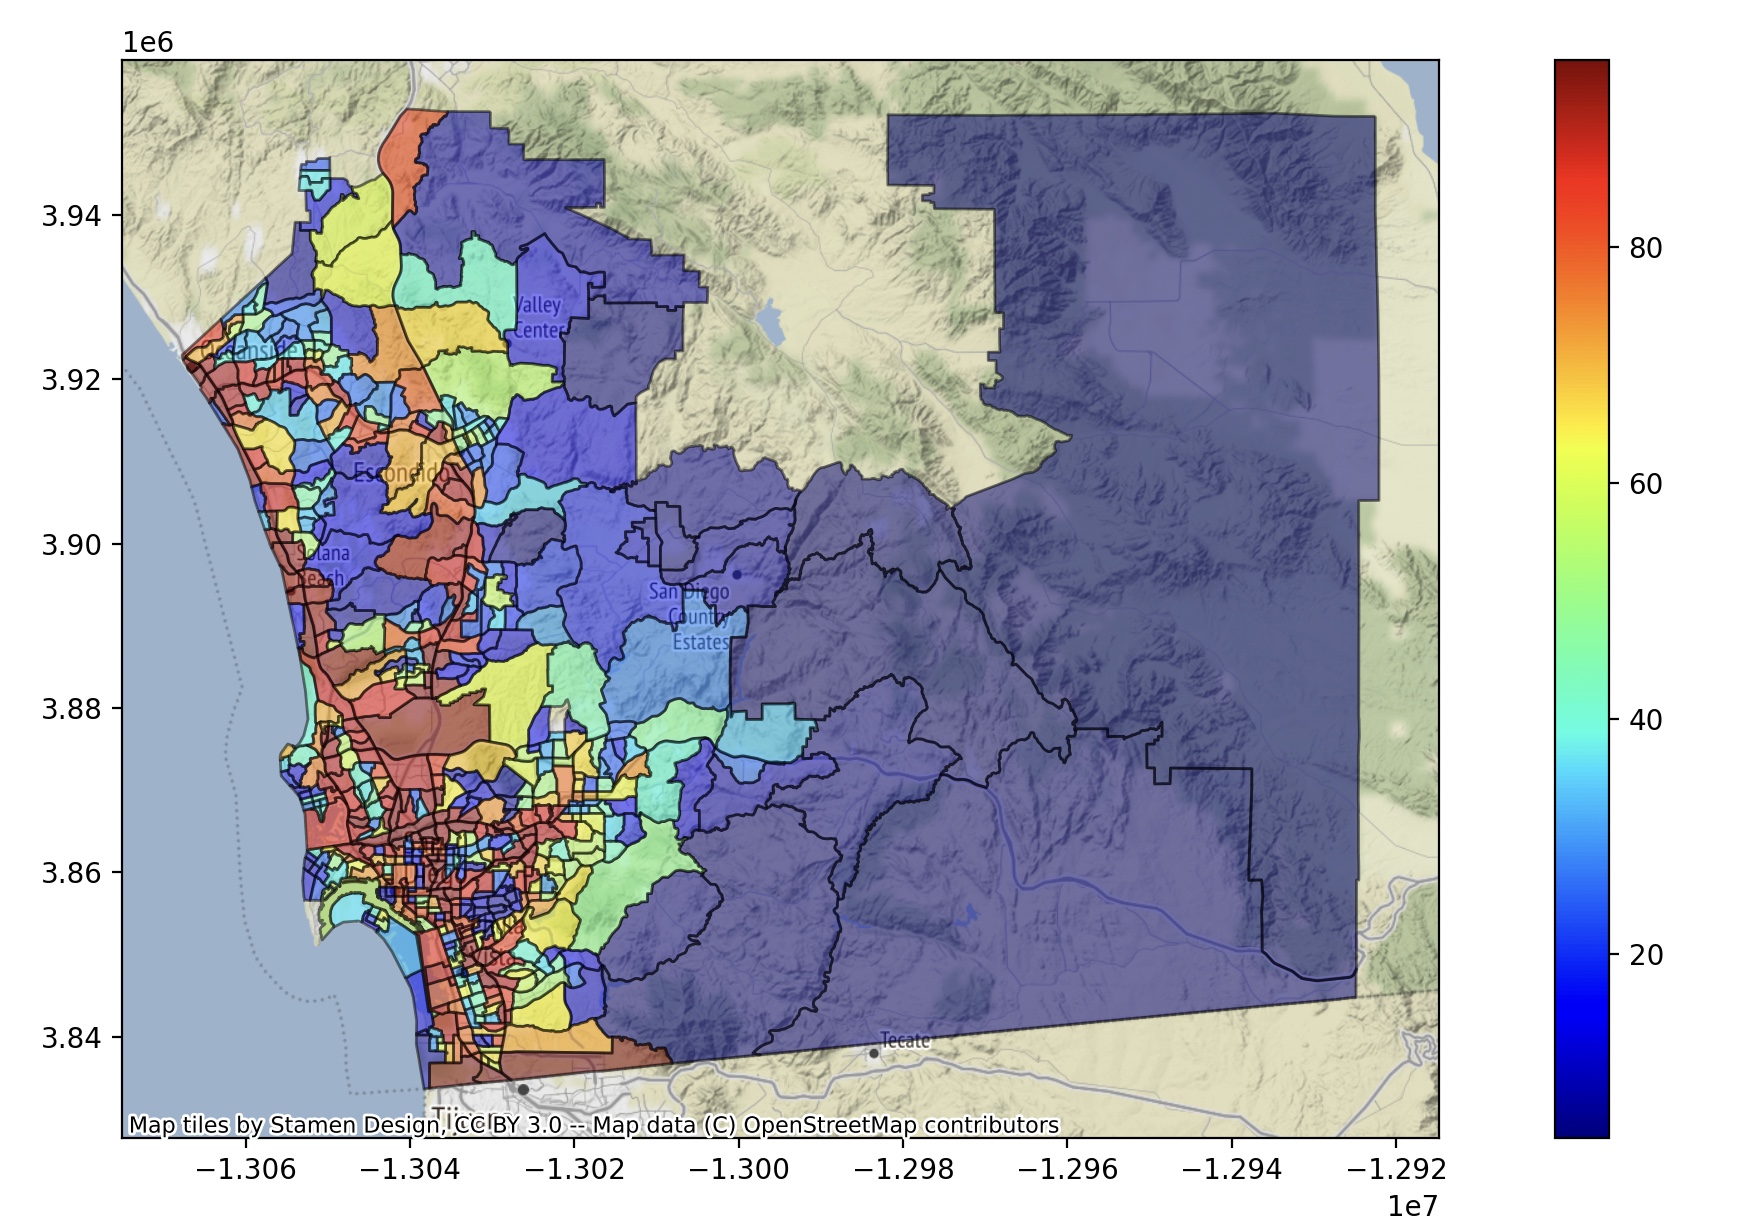 1e6
3.94
3.92
3.90
3.88
3.86
3.84
Valley
Center
Oceanside
Escondido
Solana
Beach
San Diego
Country
Estates
Vista
Tecate
80
60
40
20
Map tiles by Stamen Design, CC BY 3.0 -- Map data (C) OpenStreetMap contributors
−1.306
−1.304
−1.302
−1.300
−1.298
−1.296
−1.294
−1.292
1e7